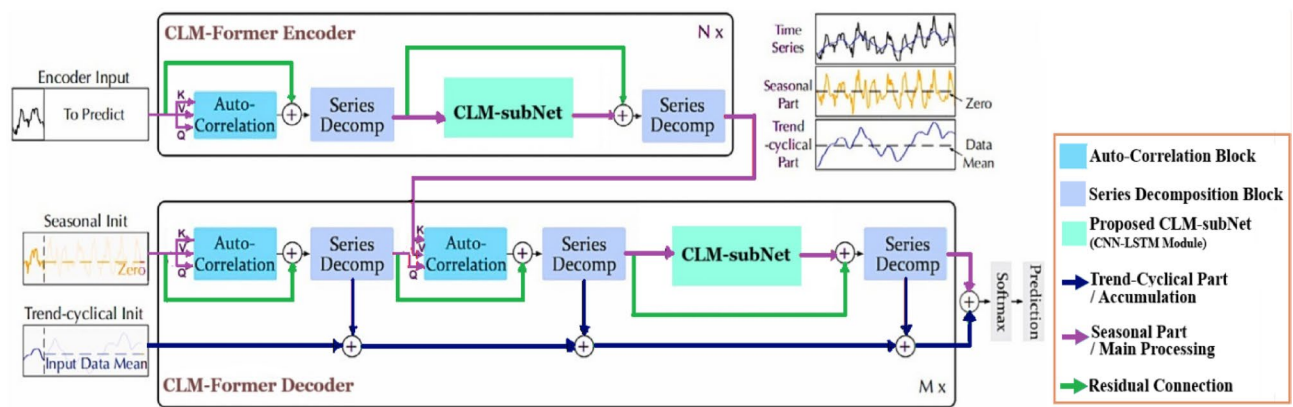 CLM-Former Encoder
N x
Encoder Input
To Predict
K
V
Q
Auto-
Correlation
+
Series
Decomp
CLM-subNet
+
Series
Decomp
Time
Series
Seasonal
Part
Zero
Trend
-cyclical
Part
Data
Mean
Auto-Correlation Block
Series Decomposition Block
Proposed CLM-subNet
(CNN-LSTM Module)
Trend-Cyclical Part
/ Accumulation
Seasonal Part
/ Main Processing
Residual Connection
Seasonal Init
Zero
K
V
Q
Auto-
Correlation
+
Series
Decomp
K
V
Q
Auto-
Correlation
+
Series
Decomp
CLM-subNet
+
Series
Decomp
+
Softmax
Prediction
Trend-cyclical Init
Input Data Mean
+
+
+
CLM-Former Decoder
M x